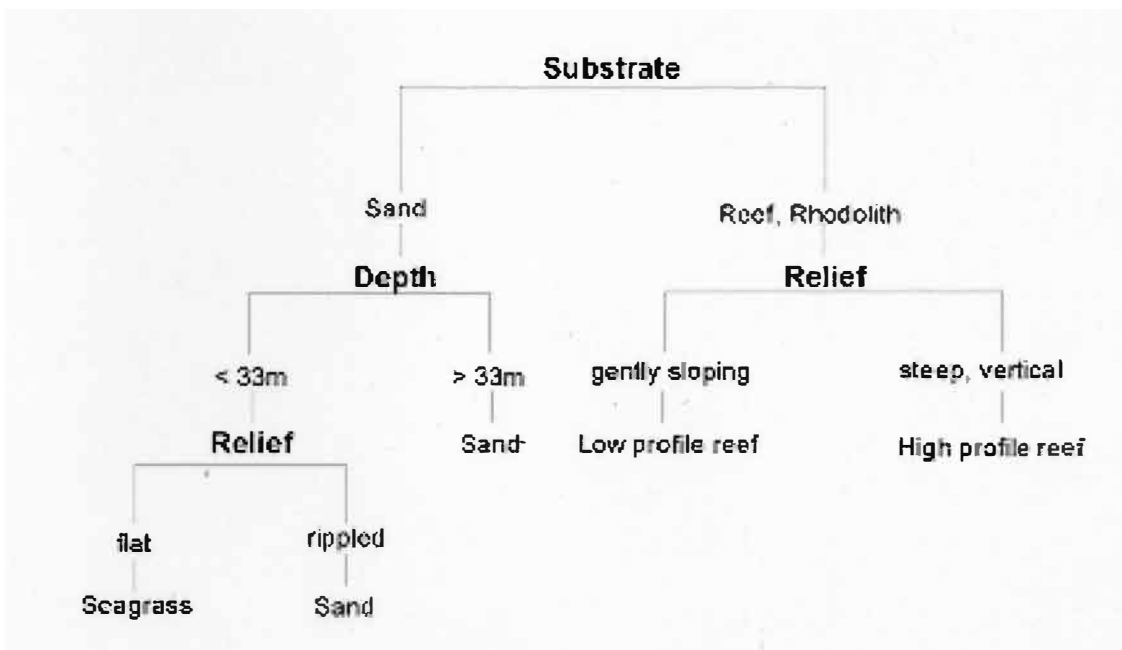 Substrate
Sand
Reef, Rhodolith
Depth
Relief
< 33m
> 33m
gently sloping
steep, vertical
Relief
Sand
Low profile reef
High profile reef
flat
rippled
Seagrass
Sand